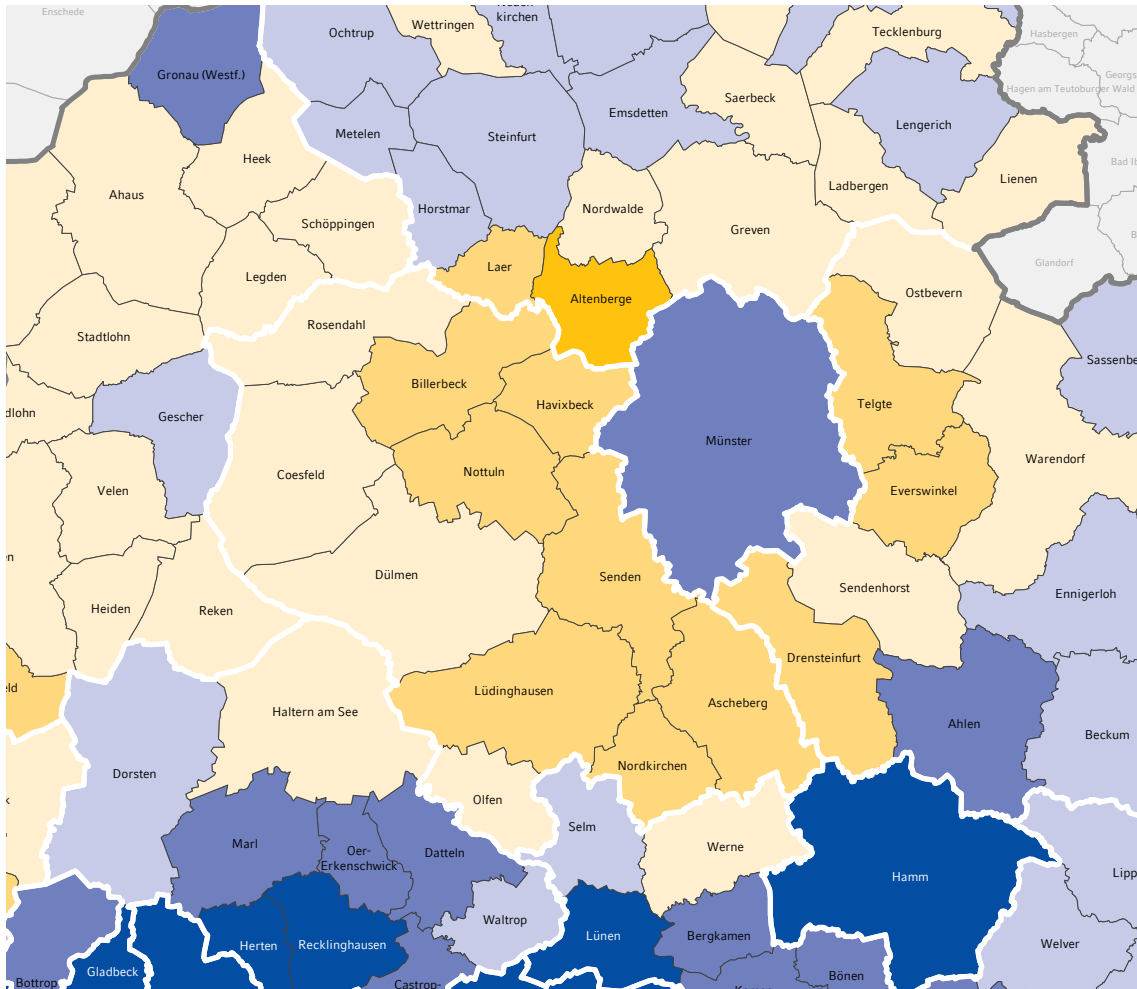 Enschede
Ochtrup
Wettringen
kirchen
Tecklenburg
Hasbergen
Gronau (Westf.)
Georgs
Hagen am Teutoburger Wald
Saerbeck
Emsdetten
Lengerich
Metelen
Steinfurt
Heek
Bad Ib
Ahaus
Schöppingen
Horstmar
Nordwalde
Ladbergen
Lienen
Greven
B
Laer
Legden
Altenberge
Ostbevern
Glandorf
Stadtlohn
Rosendahl
Sassenbe
Billerbeck
Havixbeck
Telgte
dlohn
Gescher
Münster
Warendorf
Velen
Coesfeld
Nottuln
Everswinkel
en
Dülmen
Senden
Sendenhorst
Ennigerloh
Heiden
Reken
Drensteinfurt
eld
Lüdinghausen
Ascheberg
Haltern am See
Ahlen
Beckum
Dorsten
Nordkirchen
k
Olfen
Selm
Marl
Oer-
Erkenschwick
Datteln
Werne
Hamm
Lipp
Waltrop
Herten
Recklinghausen
Lünen
Bergkamen
Welver
Gladbeck
Bönen
Bottrop
Castrop-